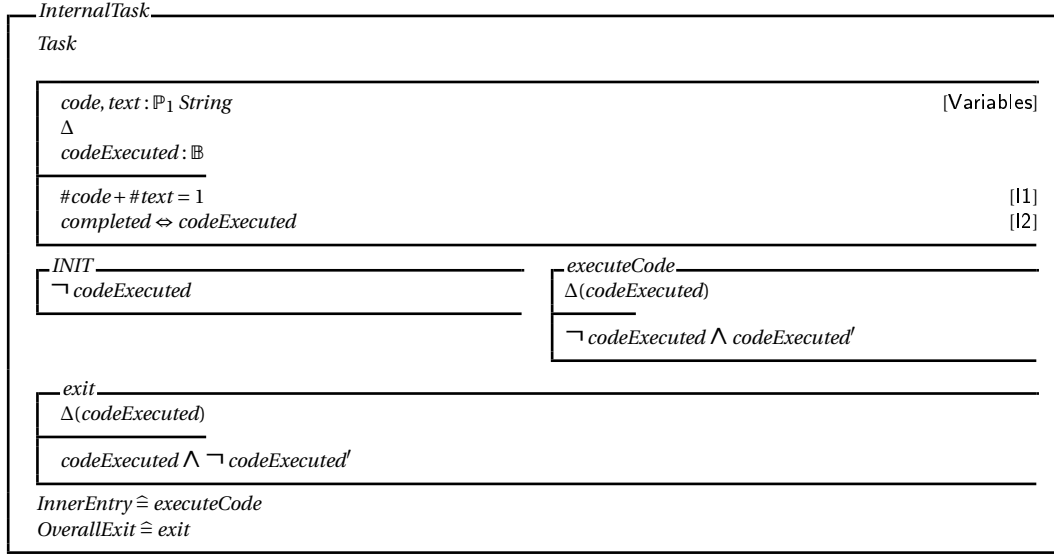 InternalTask
Task
code, text : ℙ₁ String [Variables]
Δ
codeExecuted : 𝔹
#code + #text = 1 [I1]
completed ⇔ codeExecuted [I2]
INIT
¬ codeExecuted
executeCode
Δ(codeExecuted)
¬ codeExecuted ∧ codeExecuted′
exit
Δ(codeExecuted)
codeExecuted ∧ ¬ codeExecuted′
InnerEntry ≙ executeCode
OverallExit ≙ exit